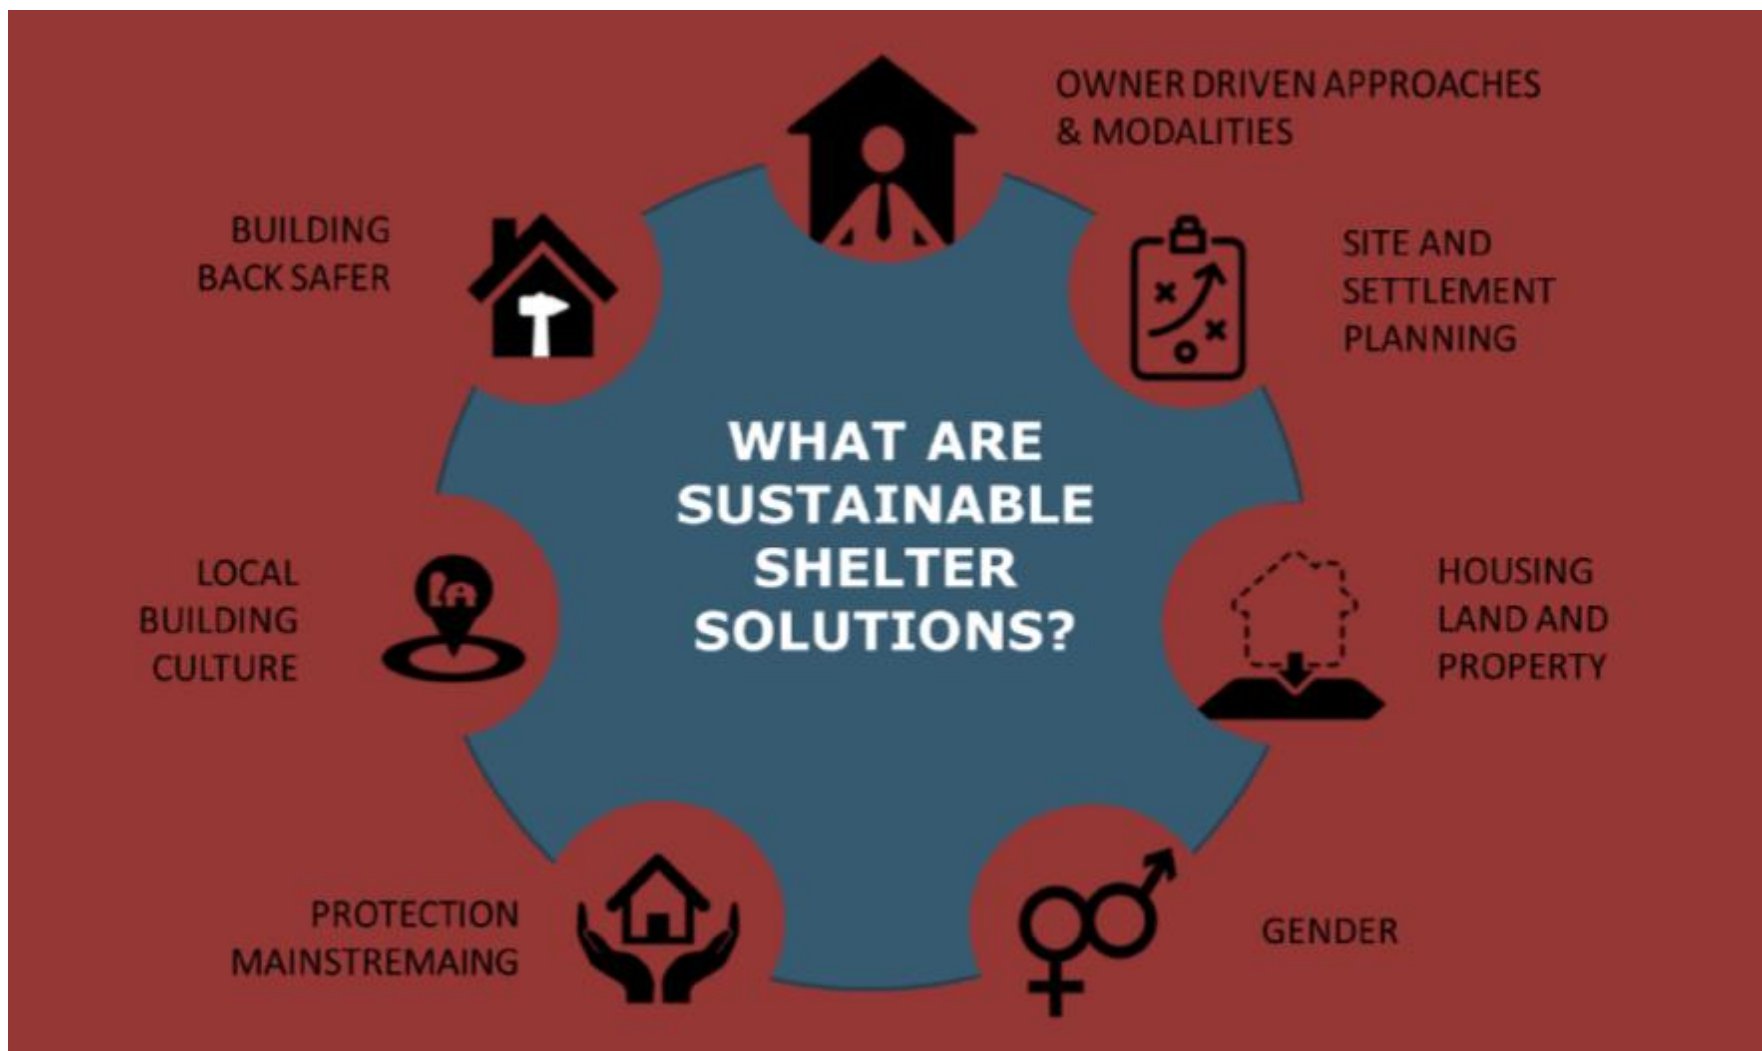 OWNER DRIVEN APPROACHES
& MODALITIES
BUILDING
BACK SAFER
SITE AND
SETTLEMENT
PLANNING
WHAT ARE
SUSTAINABLE
SHELTER
SOLUTIONS?
LOCAL
BUILDING
CULTURE
HOUSING
LAND AND
PROPERTY
PROTECTION
MAINSTREMAING
GENDER